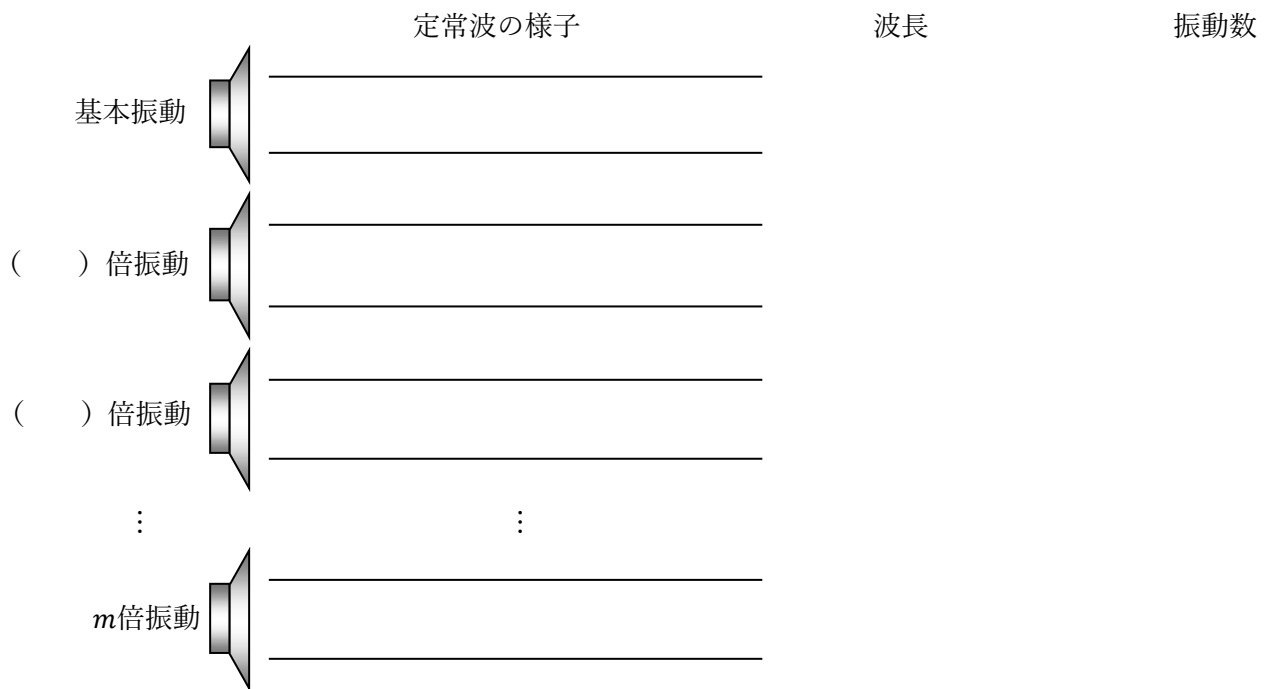 定常波の様子 波長 振動数
基本振動
（　　）倍振動
（　　）倍振動
⋮ ⋮
m倍振動